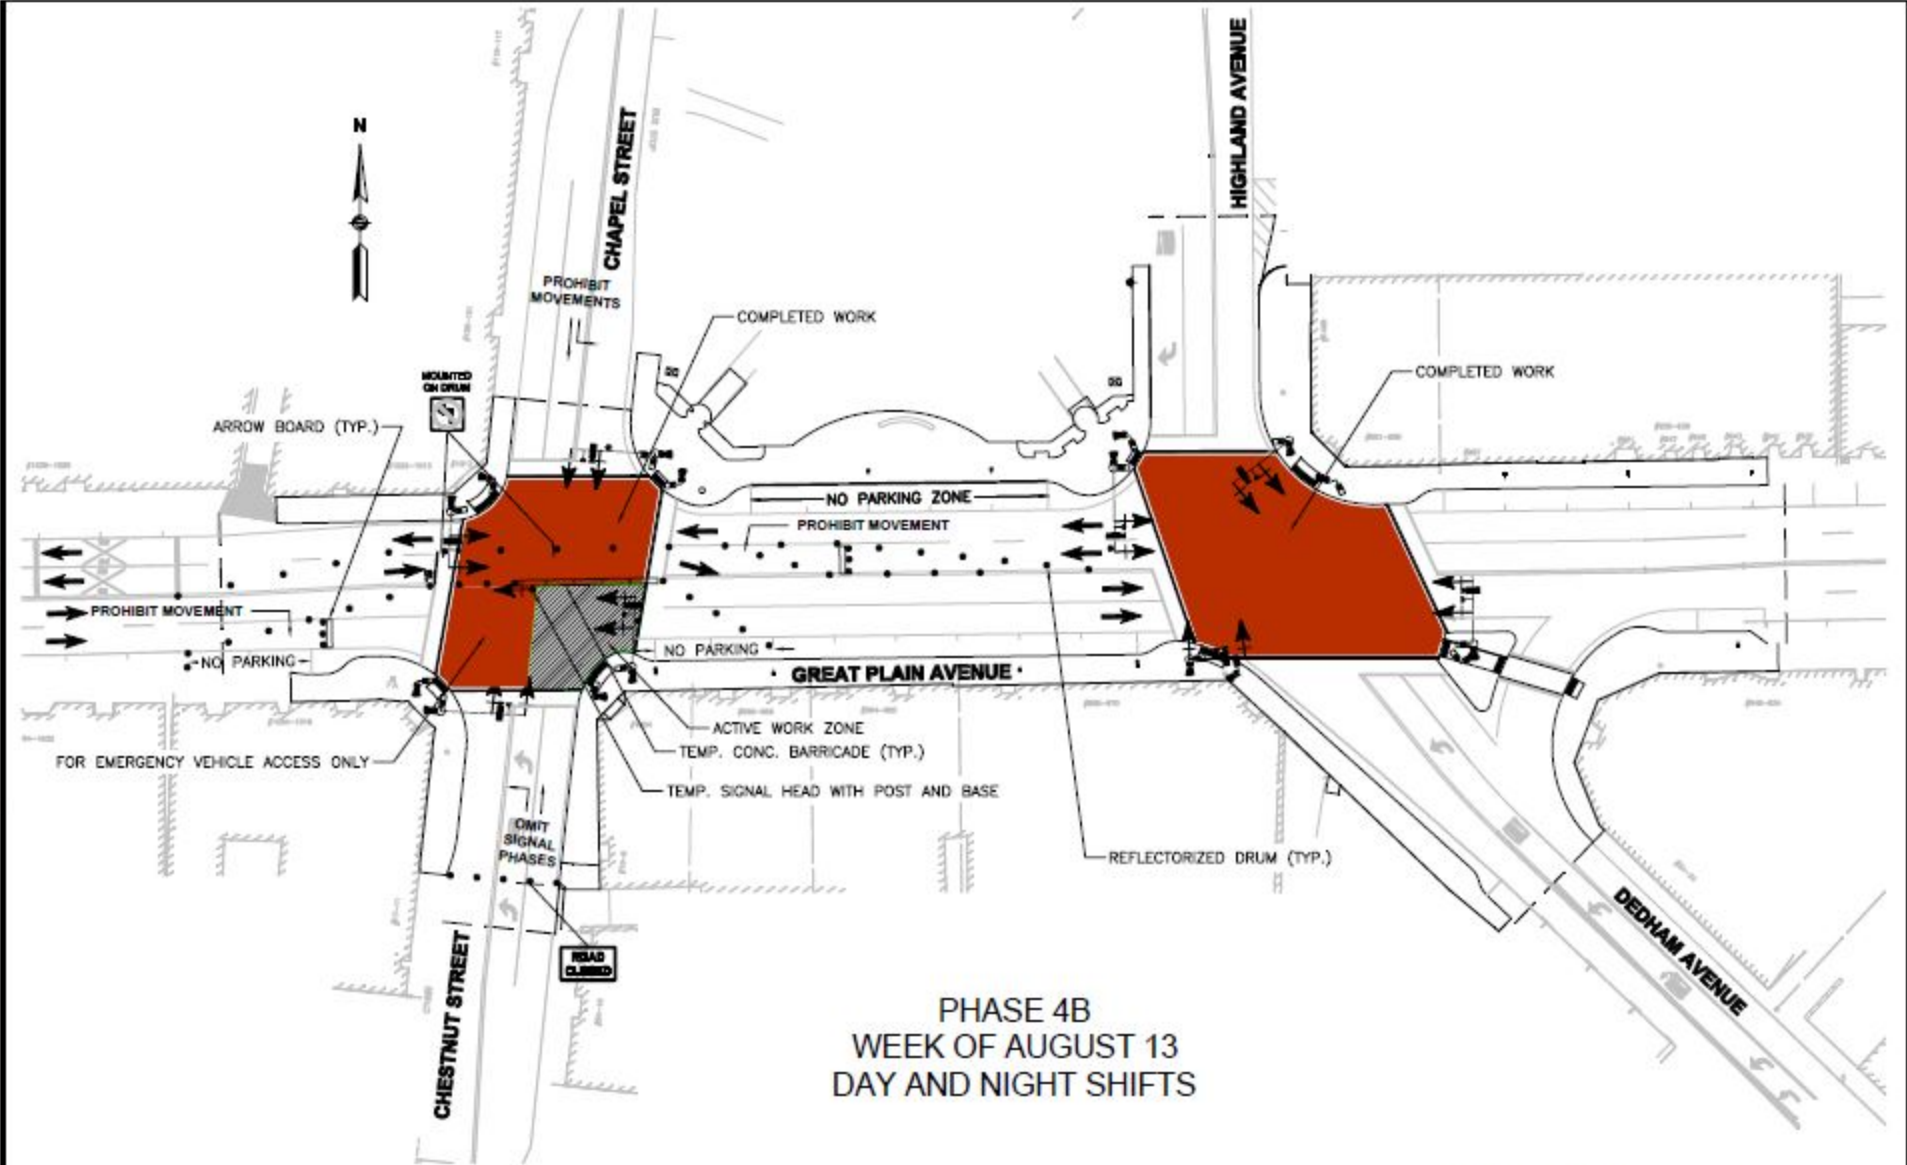 HIGHLAND AVENUE
N
CHAPEL STREET
PROHIBIT
MOVEMENTS
COMPLETED WORK
COMPLETED WORK
MOUNTED
ON DRUM
ARROW BOARD (TYP.)
NO PARKING ZONE
PROHIBIT MOVEMENT
PROHIBIT MOVEMENT
NO PARKING
NO PARKING
GREAT PLAIN AVENUE
ACTIVE WORK ZONE
TEMP. CONC. BARRICADE (TYP.)
FOR EMERGENCY VEHICLE ACCESS ONLY
TEMP. SIGNAL HEAD WITH POST AND BASE
OMIT
SIGNAL
PHASES
REFLECTORIZED DRUM (TYP.)
DEDHAM AVENUE
CHESTNUT STREET
ROAD
CLOSED
PHASE 4B
WEEK OF AUGUST 13
DAY AND NIGHT SHIFTS